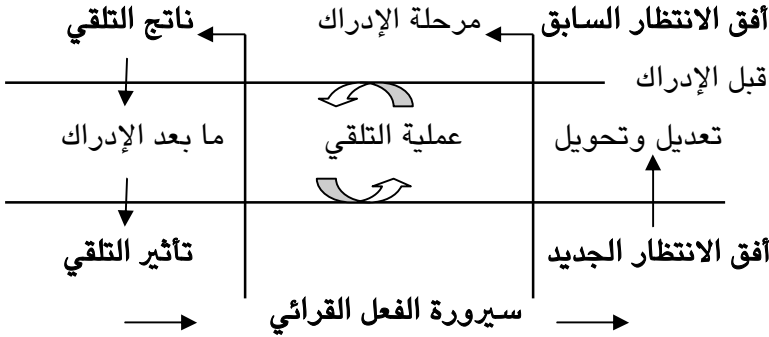 أفق الانتظار السابق
مرحلة الإدراك
ناتج التلقي
قبل الإدراك
تعديل وتحويل
عملية التلقي
ما بعد الإدراك
أفق الانتظار الجديد
تأثير التلقي
سيرورة الفعل القرائي